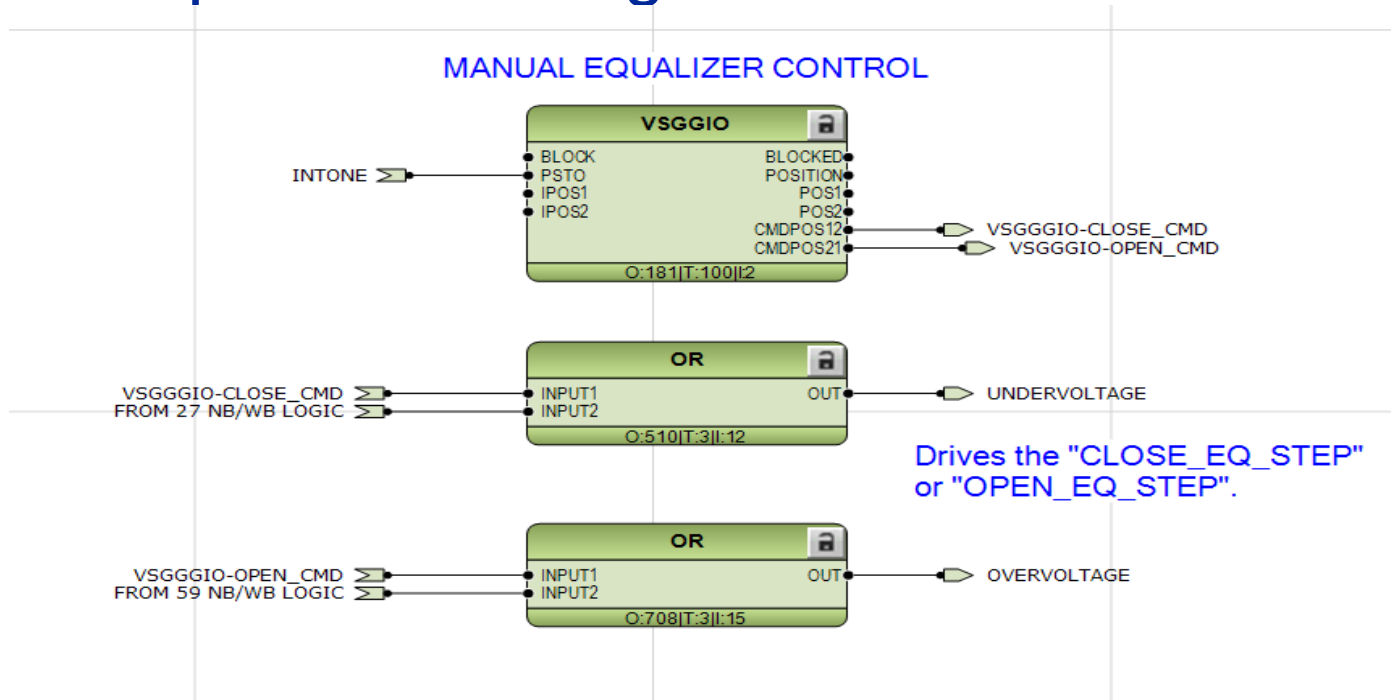 MANUAL EQUALIZER CONTROL
VSGGIO
BLOCK BLOCKED
INTONE PSTO POSITION
IPOS1 POS1
IPOS2 POS2
CMDPOS12 VSGGGIO-CLOSE_CMD
CMDPOS21 VSGGGIO-OPEN_CMD
O:181|T:100|I:2
OR
VSGGGIO-CLOSE_CMD INPUT1 OUT UNDERVOLTAGE
FROM 27 NB/WB LOGIC INPUT2
O:510|T:3|I:12
Drives the "CLOSE_EQ_STEP"
or "OPEN_EQ_STEP".
OR
VSGGGIO-OPEN_CMD INPUT1 OUT OVERVOLTAGE
FROM 59 NB/WB LOGIC INPUT2
O:708|T:3|I:15